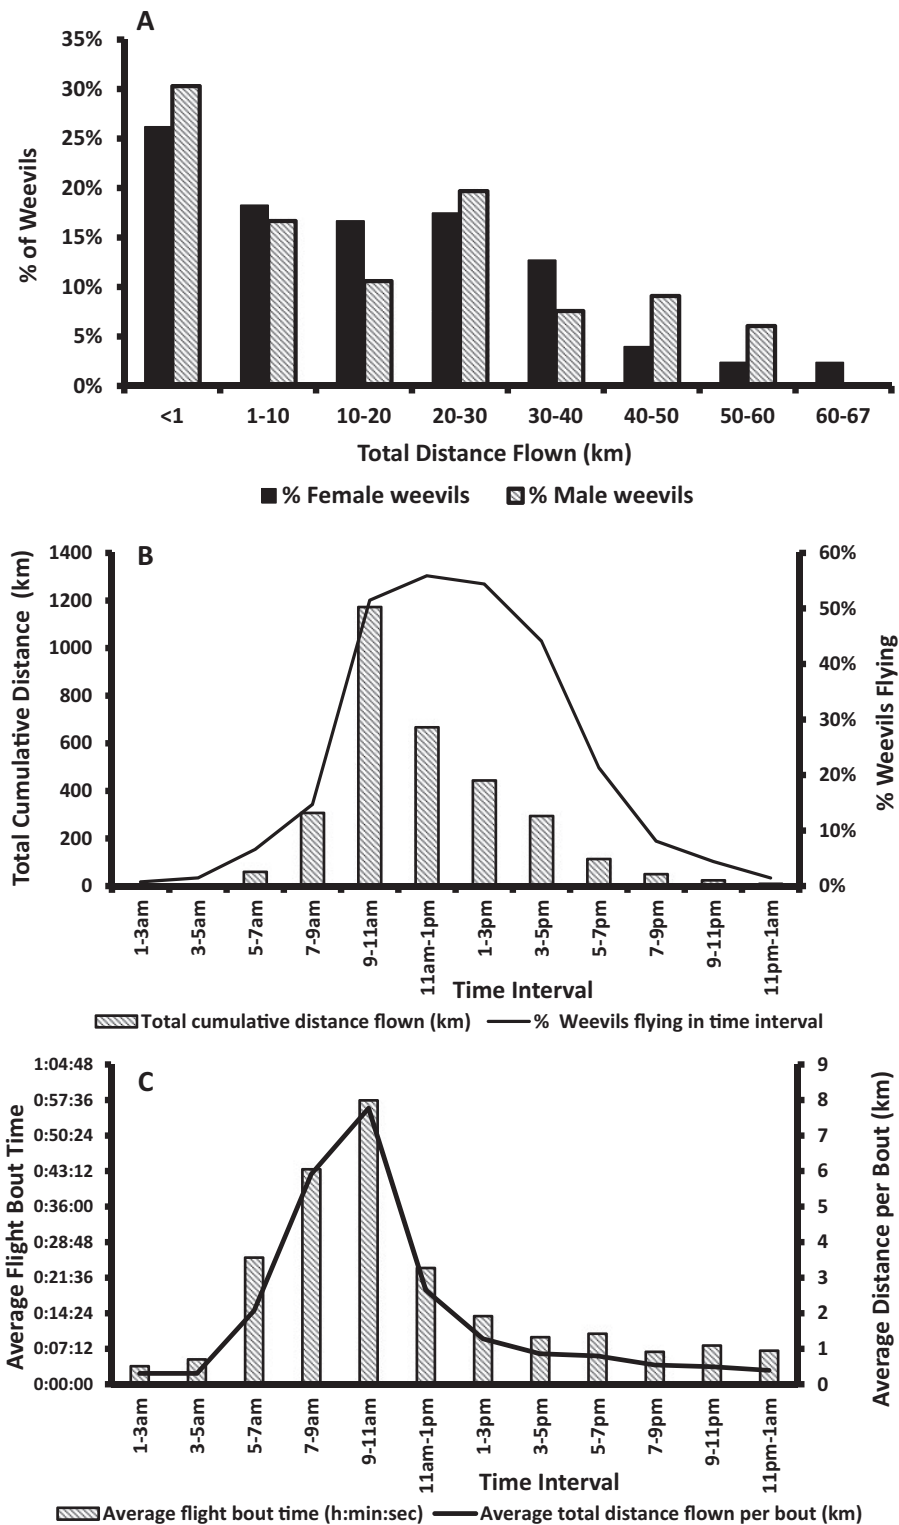 A
35%
30%
25%
20%
15%
10%
5%
0%
% of Weevils
<1 1-10 10-20 20-30 30-40 40-50 50-60 60-67
Total Distance Flown (km)
% Female weevils % Male weevils
B
1400
1200
1000
800
600
400
200
0
Total Cumulative Distance (km)
60%
50%
40%
30%
20%
10%
0%
% Weevils Flying
1-3am 3-5am 5-7am 7-9am 9-11am 11am-1pm 1-3pm 3-5pm 5-7pm 7-9pm 9-11pm 11pm-1am
Time Interval
Total cumulative distance flown (km) % Weevils flying in time interval
C
1:04:48
0:57:36
0:50:24
0:43:12
0:36:00
0:28:48
0:21:36
0:14:24
0:07:12
0:00:00
Average Flight Bout Time
9
8
7
6
5
4
3
2
1
0
Average Distance per Bout (km)
1-3am 3-5am 5-7am 7-9am 9-11am 11am-1pm 1-3pm 3-5pm 5-7pm 7-9pm 9-11pm 11pm-1am
Time Interval
Average flight bout time (h:min:sec) Average total distance flown per bout (km)